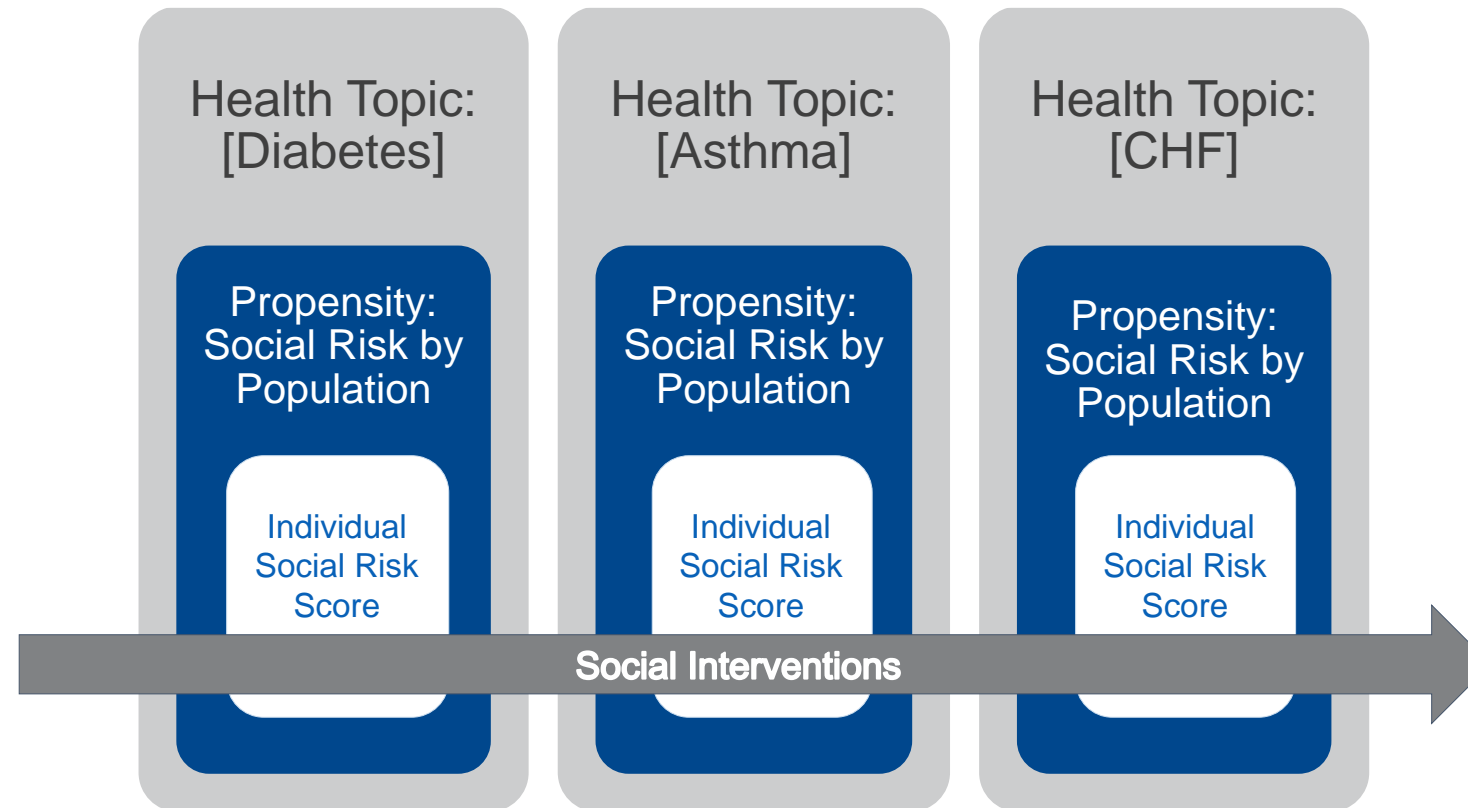 Health Topic:
[Diabetes]
Propensity:
Social Risk by
Population
Individual
Social Risk
Score
Health Topic:
[Asthma]
Propensity:
Social Risk by
Population
Individual
Social Risk
Score
Health Topic:
[CHF]
Propensity:
Social Risk by
Population
Individual
Social Risk
Score
Social Interventions